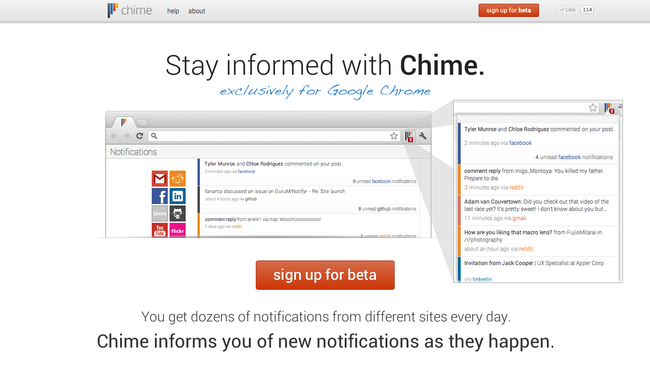 chime help about sign up for beta Like 114
Stay informed with Chime.
exclusively for Google Chrome
Notifications
Tyler Munroe and Chloe Rodriguez commented on your post.
3 minutes ago via facebook
9 unread facebook notifications
fanarita discussed an issue on GuruM/Notifyr - Re: Site launch
about 4 hours ago via github
8 unread github notifications
comment reply from
3 days ago via reddit
5 unread reddit notifications
You Tube
flickr
Tyler Munroe and Chloe Rodriguez commented on your post.
2 minutes ago via facebook
4 unread facebook notifications
comment reply from Inigo_Montoya: You killed my father.
Prepare to die.
3 minutes ago via reddit
Adam van Couvertown: Did you check out that video of the
last race yet? It's pretty sweet! I don't know about you but...
11 minutes ago via gmail
How are you liking that macro lens? from FujioMitarai in
/r/photography
about an hour ago via reddit
Invitation from Jack Cooper | UX Specialist at Apper Corp.
via linkedin
sign up for beta
You get dozens of notifications from different sites every day.
Chime informs you of new notifications as they happen.